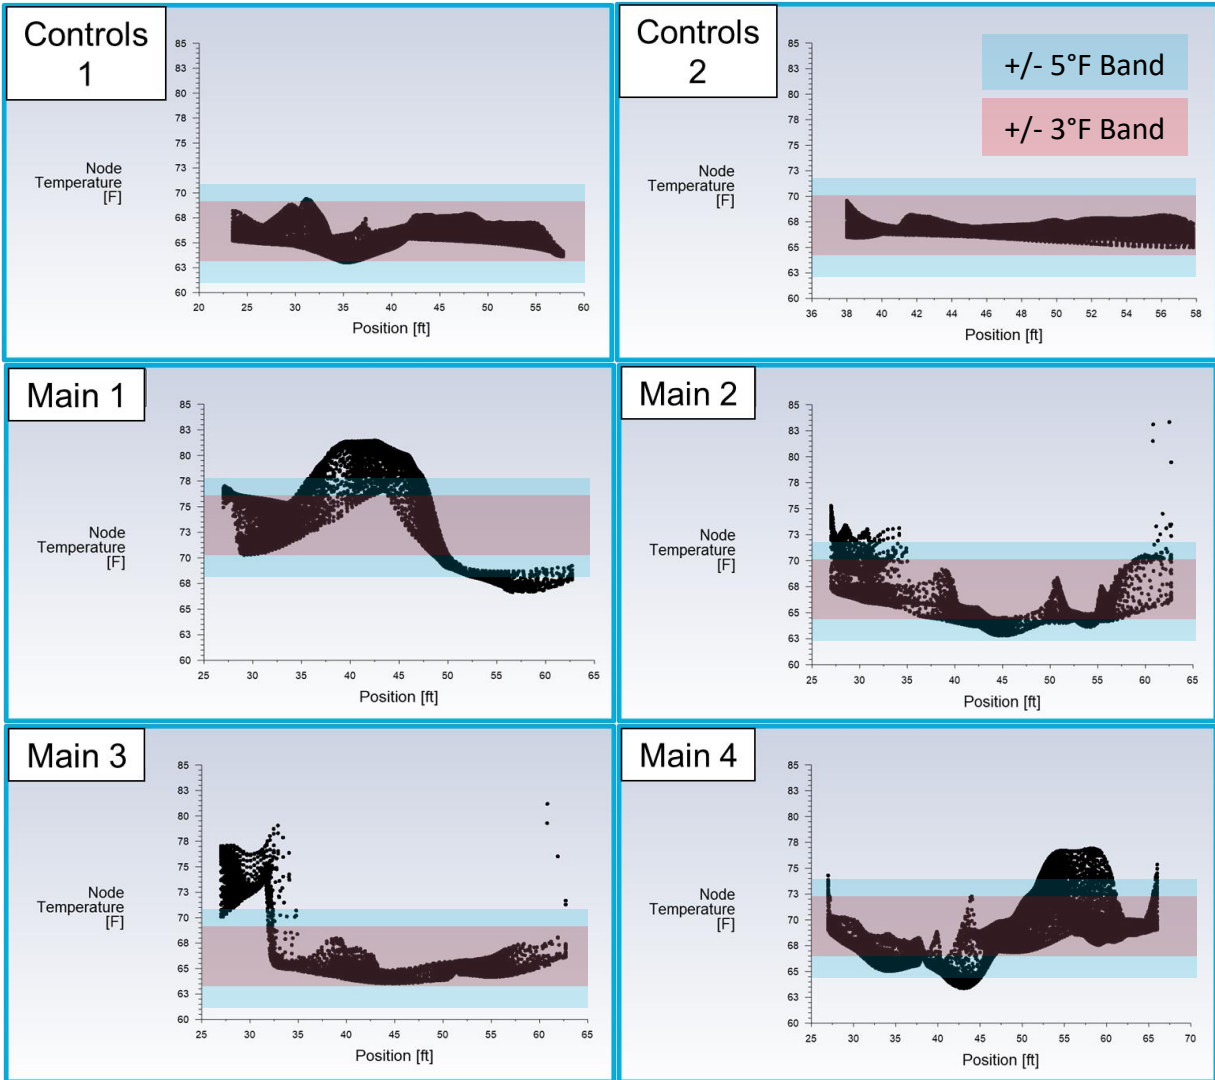 Controls
1
85
83
80
78
75
73
70
68
65
63
60
Node
Temperature
[F]
20 25 30 35 40 45 50 55 60
Position [ft]
Controls
2
+/- 5°F Band
+/- 3°F Band
85
83
80
78
75
73
70
68
65
63
60
Node
Temperature
[F]
36 38 40 42 44 46 48 50 52 54 56 58
Position [ft]
Main 1
85
83
80
78
75
73
70
68
65
63
60
Node
Temperature
[F]
25 30 35 40 45 50 55 60 65
Position [ft]
Main 2
85
83
80
78
75
73
70
68
65
63
60
Node
Temperature
[F]
25 30 35 40 45 50 55 60 65
Position [ft]
Main 3
85
83
80
78
75
73
70
68
65
63
60
Node
Temperature
[F]
25 30 35 40 45 50 55 60 65
Position [ft]
Main 4
85
83
80
78
75
73
70
68
65
63
60
Node
Temperature
[F]
25 30 35 40 45 50 55 60 65 70
Position [ft]